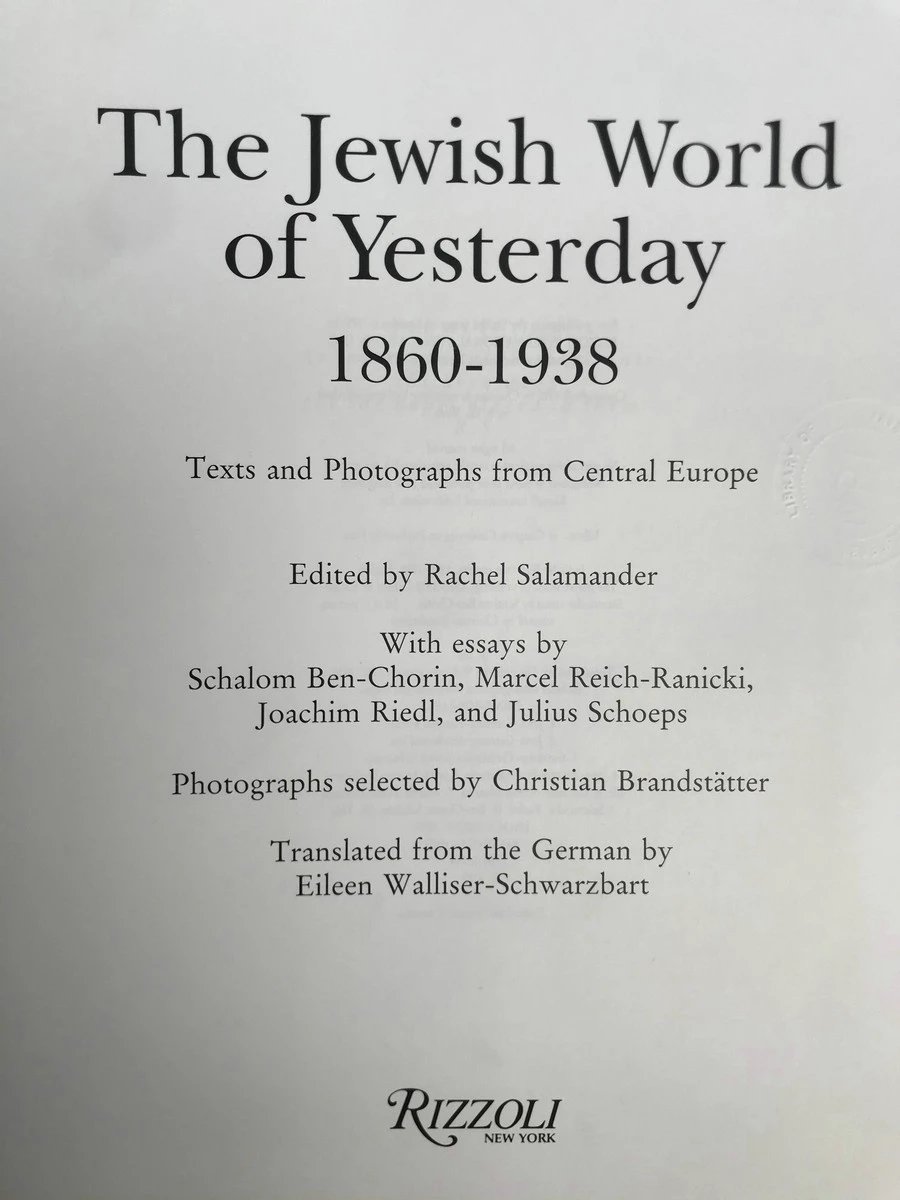 The Jewish World
of Yesterday
1860-1938
Texts and Photographs from Central Europe
LIBRARY OF
Edited by Rachel Salamander
With essays by
Schalom Ben-Chorin, Marcel Reich-Ranicki,
Joachim Riedl, and Julius Schoeps
Photographs selected by Christian Brandstätter
Translated from the German by
Eileen Walliser-Schwarzbart
RIZZOLI
NEW YORK